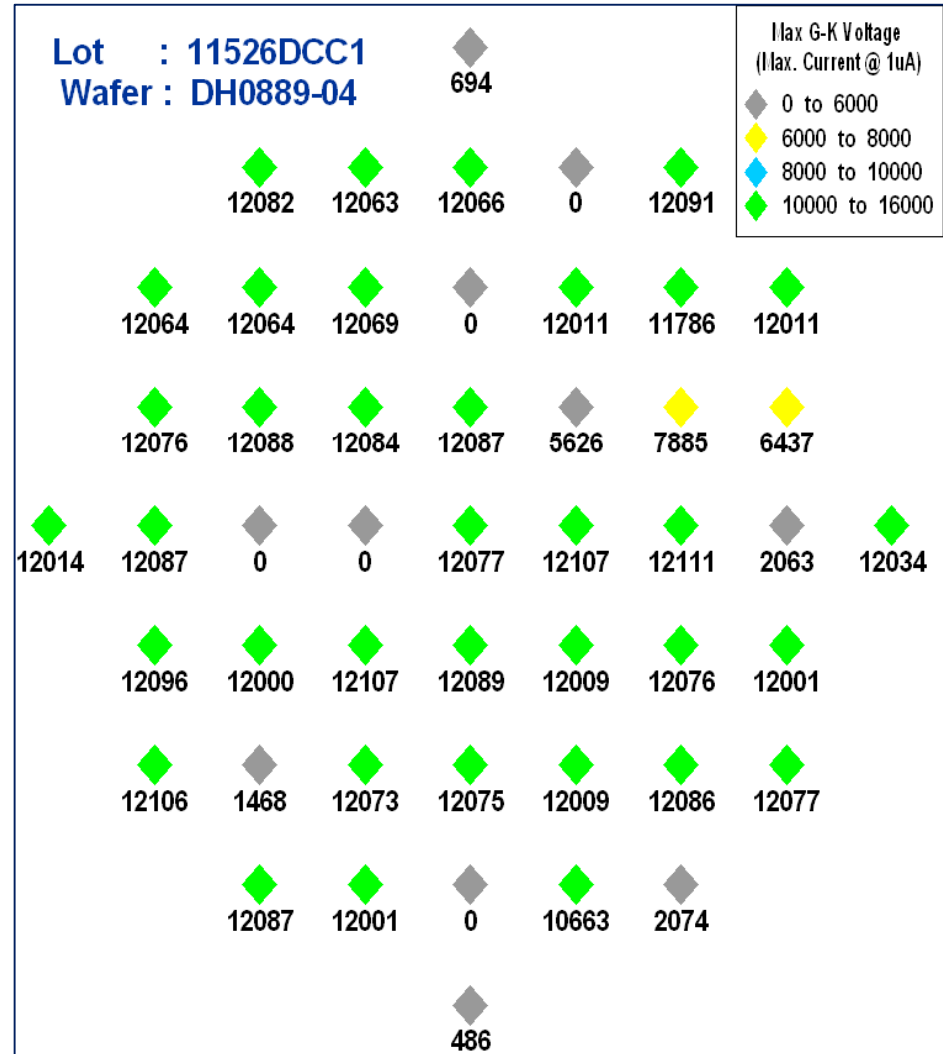 Lot : 11526DCC1
Wafer : DH0889-04
Max G-K Voltage
(Max. Current @ 1uA)
0 to 6000
6000 to 8000
8000 to 10000
10000 to 16000
694
12082 12063 12066 0 12091
12064 12064 12069 0 12011 11786 12011
12076 12088 12084 12087 5626 7885 6437
12014 12087 0 0 12077 12107 12111 2063 12034
12096 12000 12107 12089 12009 12076 12001
12106 1468 12073 12075 12009 12086 12077
12087 12001 0 10663 2074
486